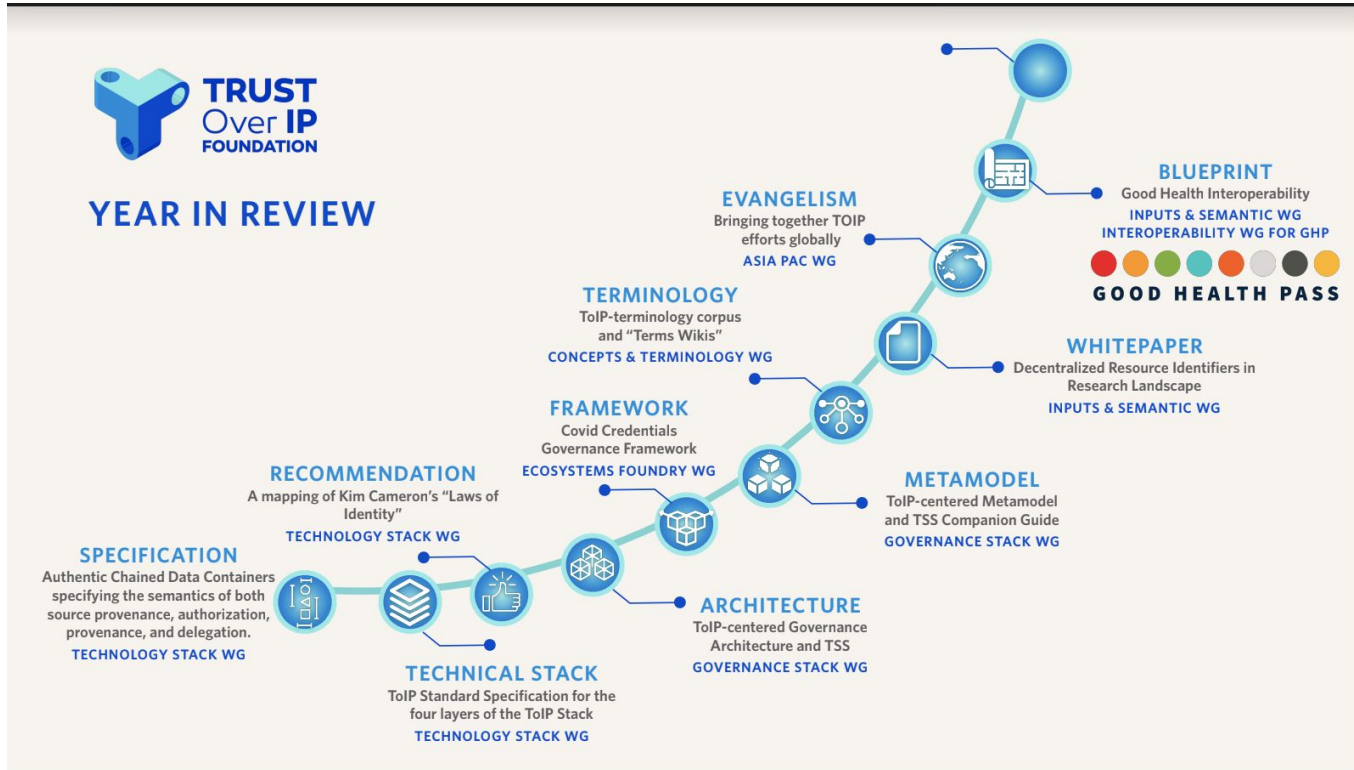 TRUST
Over IP
FOUNDATION
YEAR IN REVIEW
SPECIFICATION
Authentic Chained Data Containers
specifying the semantics of both
source provenance, authorization,
provenance, and delegation.
TECHNOLOGY STACK WG
TECHNICAL STACK
ToIP Standard Specification for the
four layers of the ToIP Stack
TECHNOLOGY STACK WG
RECOMMENDATION
A mapping of Kim Cameron's “Laws of
Identity”
TECHNOLOGY STACK WG
ARCHITECTURE
ToIP-centered Governance
Architecture and TSS
GOVERNANCE STACK WG
FRAMEWORK
Covid Credentials
Governance Framework
ECOSYSTEMS FOUNDRY WG
METAMODEL
ToIP-centered Metamodel
and TSS Companion Guide
GOVERNANCE STACK WG
TERMINOLOGY
ToIP-terminology corpus
and “Terms Wikis”
CONCEPTS & TERMINOLOGY WG
WHITEPAPER
Decentralized Resource Identifiers in
Research Landscape
INPUTS & SEMANTIC WG
EVANGELISM
Bringing together TOIP
efforts globally
ASIA PAC WG
BLUEPRINT
Good Health Interoperability
INPUTS & SEMANTIC WG
INTEROPERABILITY WG FOR GHP
GOOD HEALTH PASS